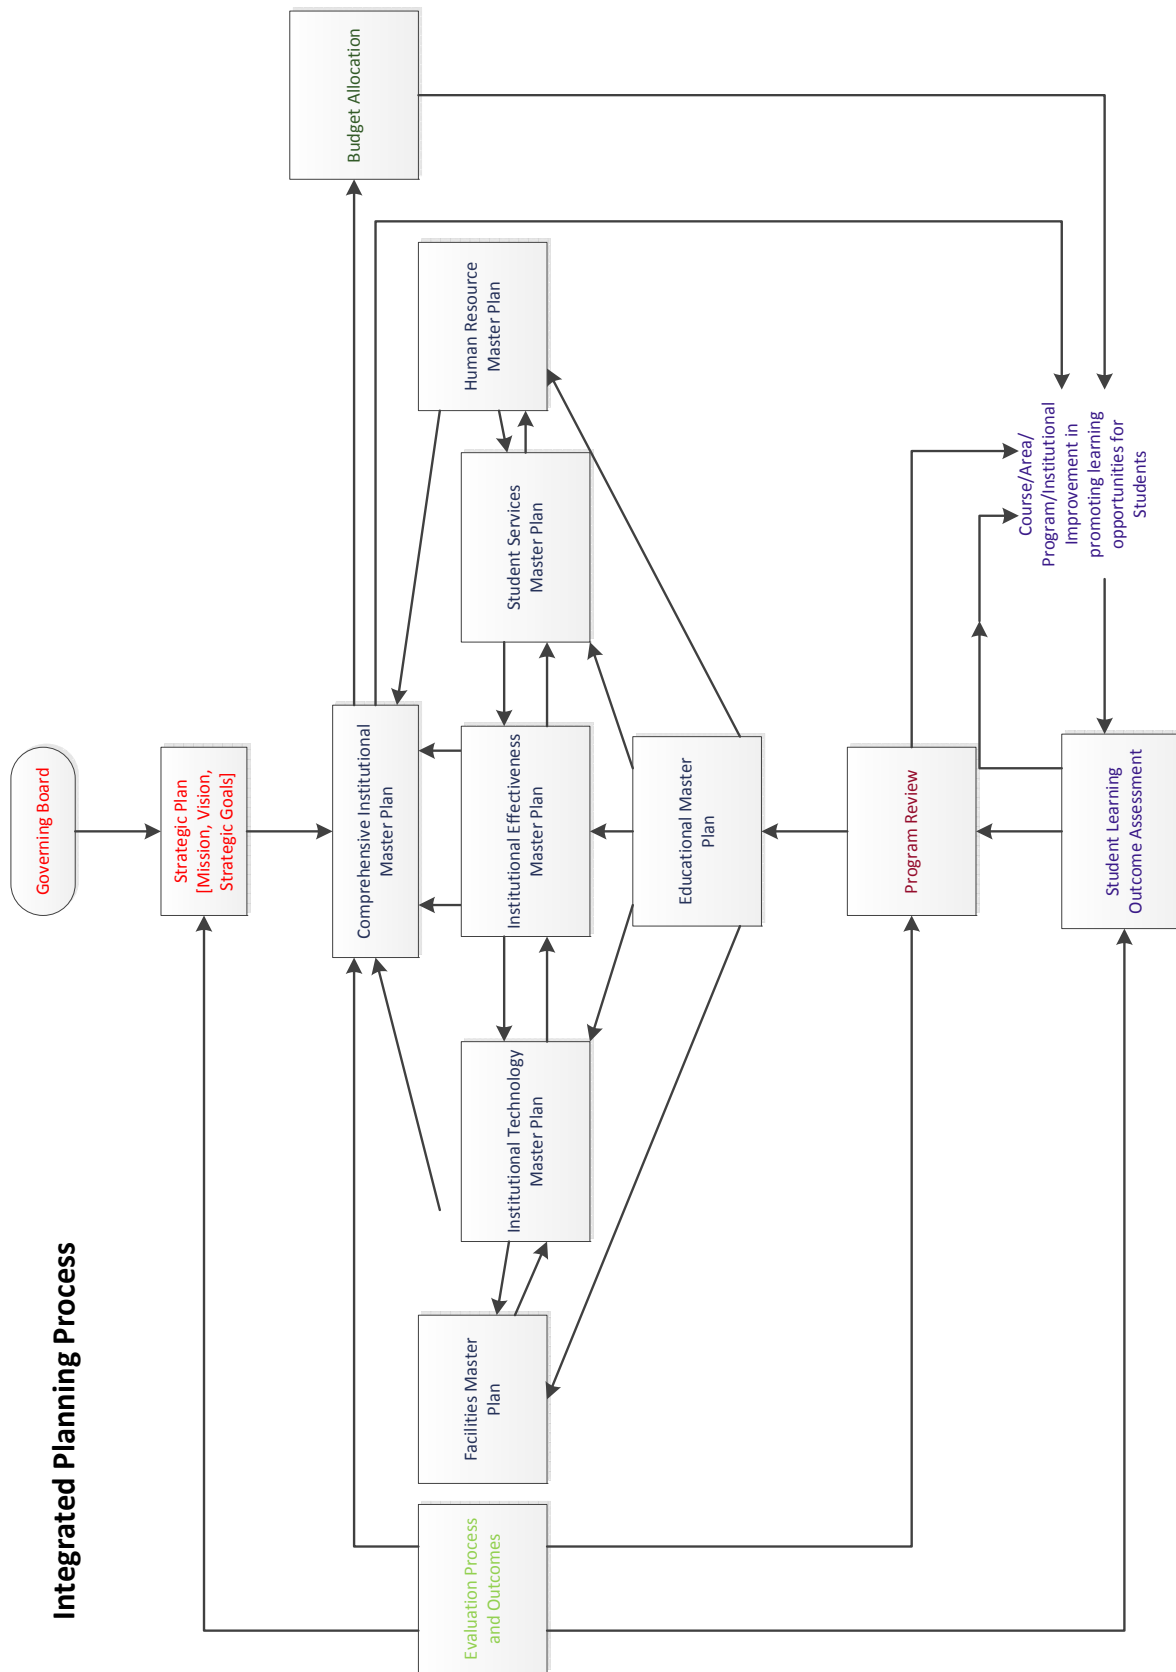 Integrated Planning Process
Governing Board
Strategic Plan
[Mission, Vision,
Strategic Goals]
Comprehensive Institutional
Master Plan
Budget Allocation
Evaluation Process
and Outcomes
Facilities Master
Plan
Institutional Technology
Master Plan
Institutional Effectiveness
Master Plan
Student Services
Master Plan
Human Resource
Master Plan
Educational Master
Plan
Program Review
Course/Area/
Program/Institutional
Improvement in
promoting learning
opportunities for
Students
Student Learning
Outcome Assessment